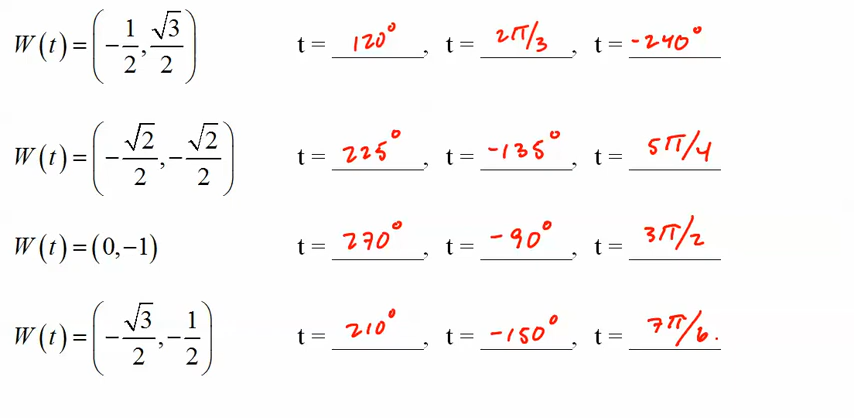 W(t) = (-1/2, √3/2) t = 120°, t = 2π/3, t = -240°
W(t) = (-√2/2, -√2/2) t = 225°, t = -135°, t = 5π/4
W(t) = (0, -1) t = 270°, t = -90°, t = 3π/2
W(t) = (-√3/2, -1/2) t = 210°, t = -150°, t = 7π/6.